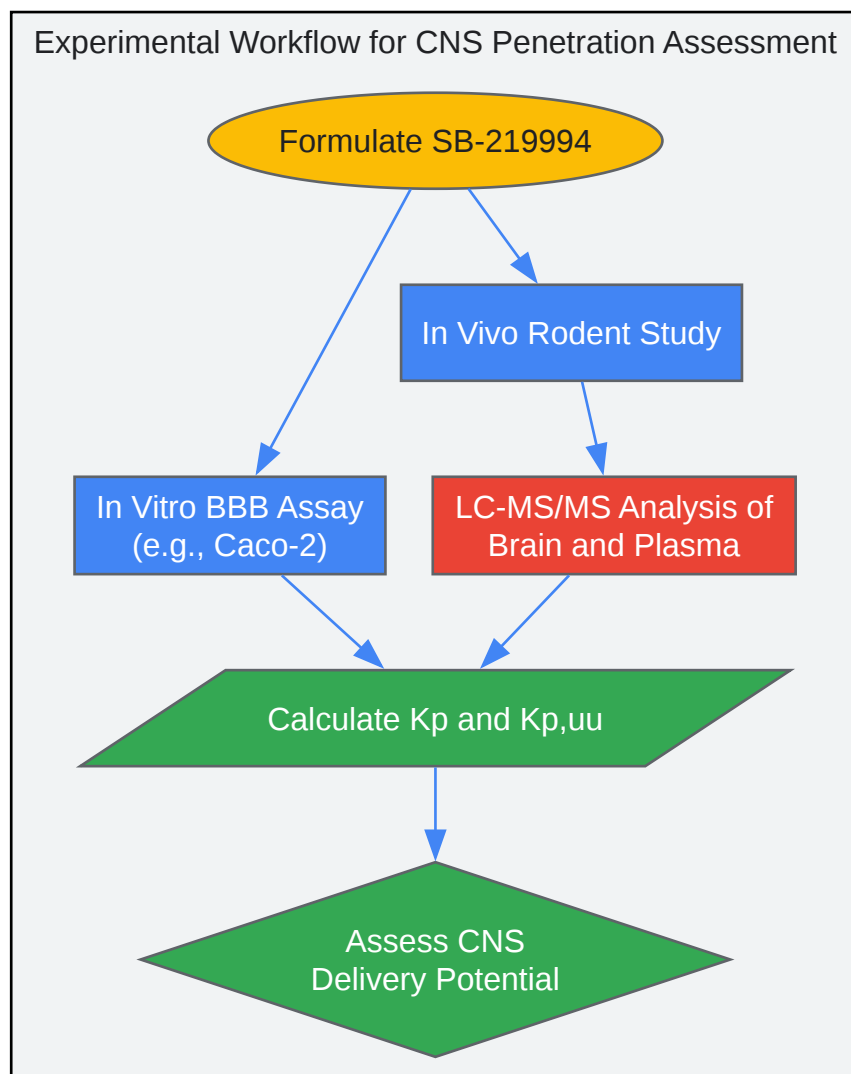 Experimental Workflow for CNS Penetration Assessment
Formulate SB-219994
In Vivo Rodent Study
In Vitro BBB Assay
(e.g., Caco-2)
LC-MS/MS Analysis of
Brain and Plasma
Calculate Kp and Kp,uu
Assess CNS
Delivery Potential